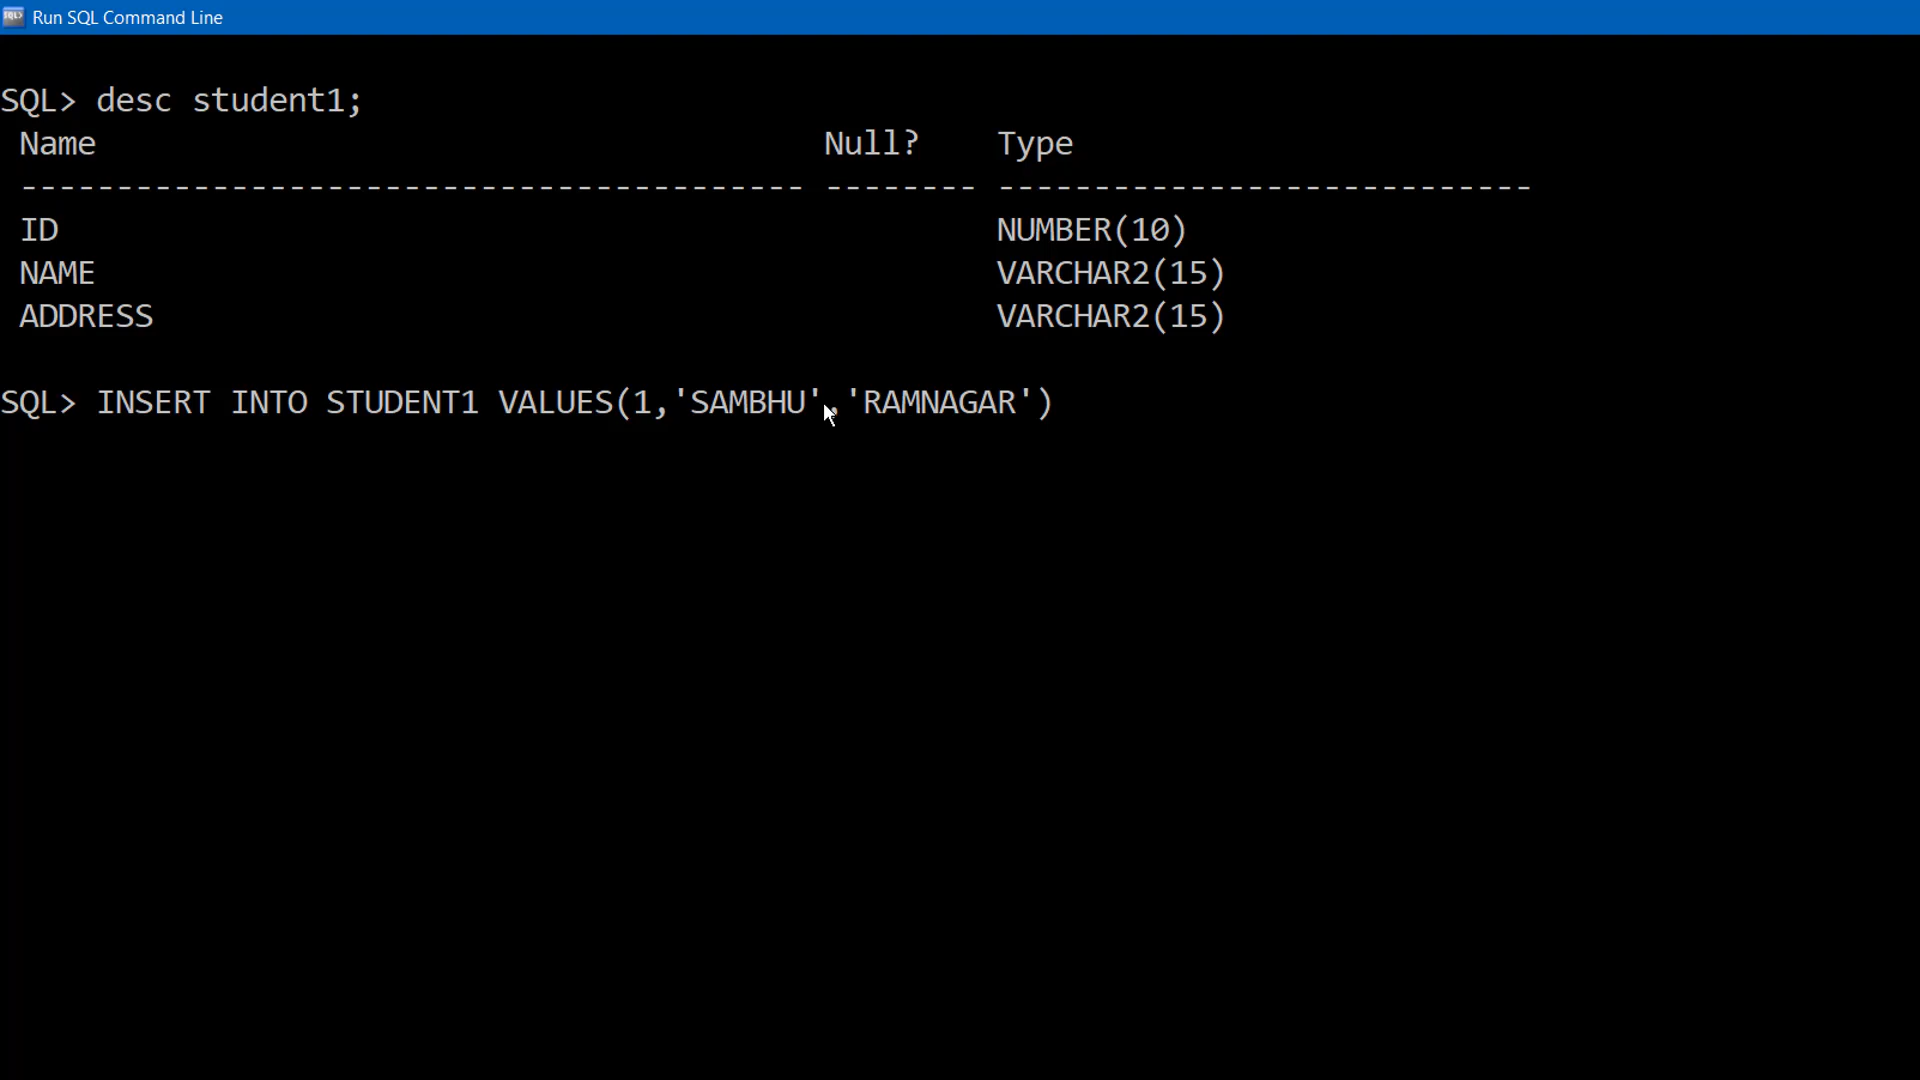 Run SQL Command Line
SQL> desc student1;
Name Null? Type
----------------------------------------- -------- ----------------------------
ID NUMBER(10)
NAME VARCHAR2(15)
ADDRESS VARCHAR2(15)
SQL> INSERT INTO STUDENT1 VALUES(1,'SAMBHU','RAMNAGAR')